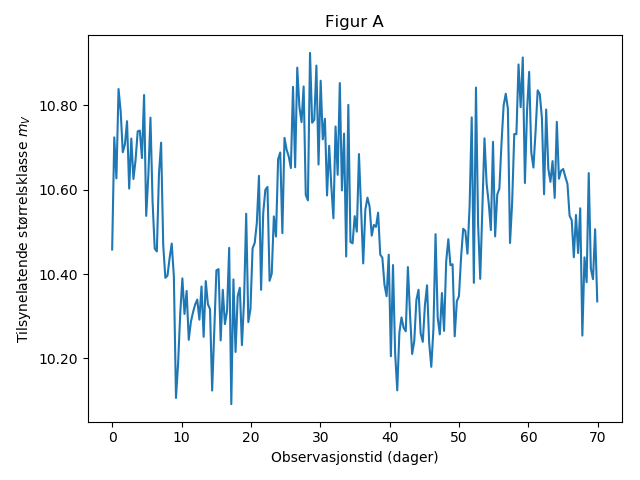 Figur A
Tilsynelatende størrelsklasse m_V
10.80
10.60
10.40
10.20
0 10 20 30 40 50 60 70
Observasjonstid (dager)